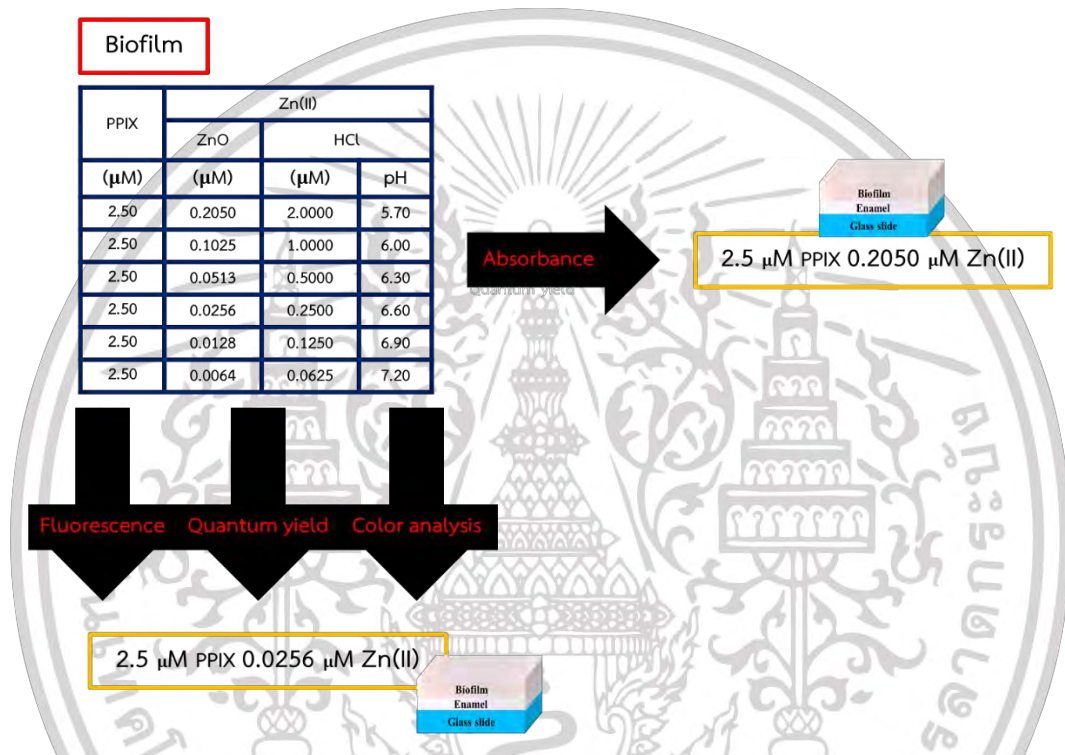 Biofilm
PPIX Zn(II)
ZnO HCl
(μM) (μM) (μM) pH
2.50 0.2050 2.0000 5.70
2.50 0.1025 1.0000 6.00
2.50 0.0513 0.5000 6.30
2.50 0.0256 0.2500 6.60
2.50 0.0128 0.1250 6.90
2.50 0.0064 0.0625 7.20
Absorbance
Quantum yield
Biofilm
Enamel
Glass slide
2.5 μM PPIX 0.2050 μM Zn(II)
Fluorescence Quantum yield Color analysis
2.5 μM PPIX 0.0256 μM Zn(II)
Biofilm
Enamel
Glass slide